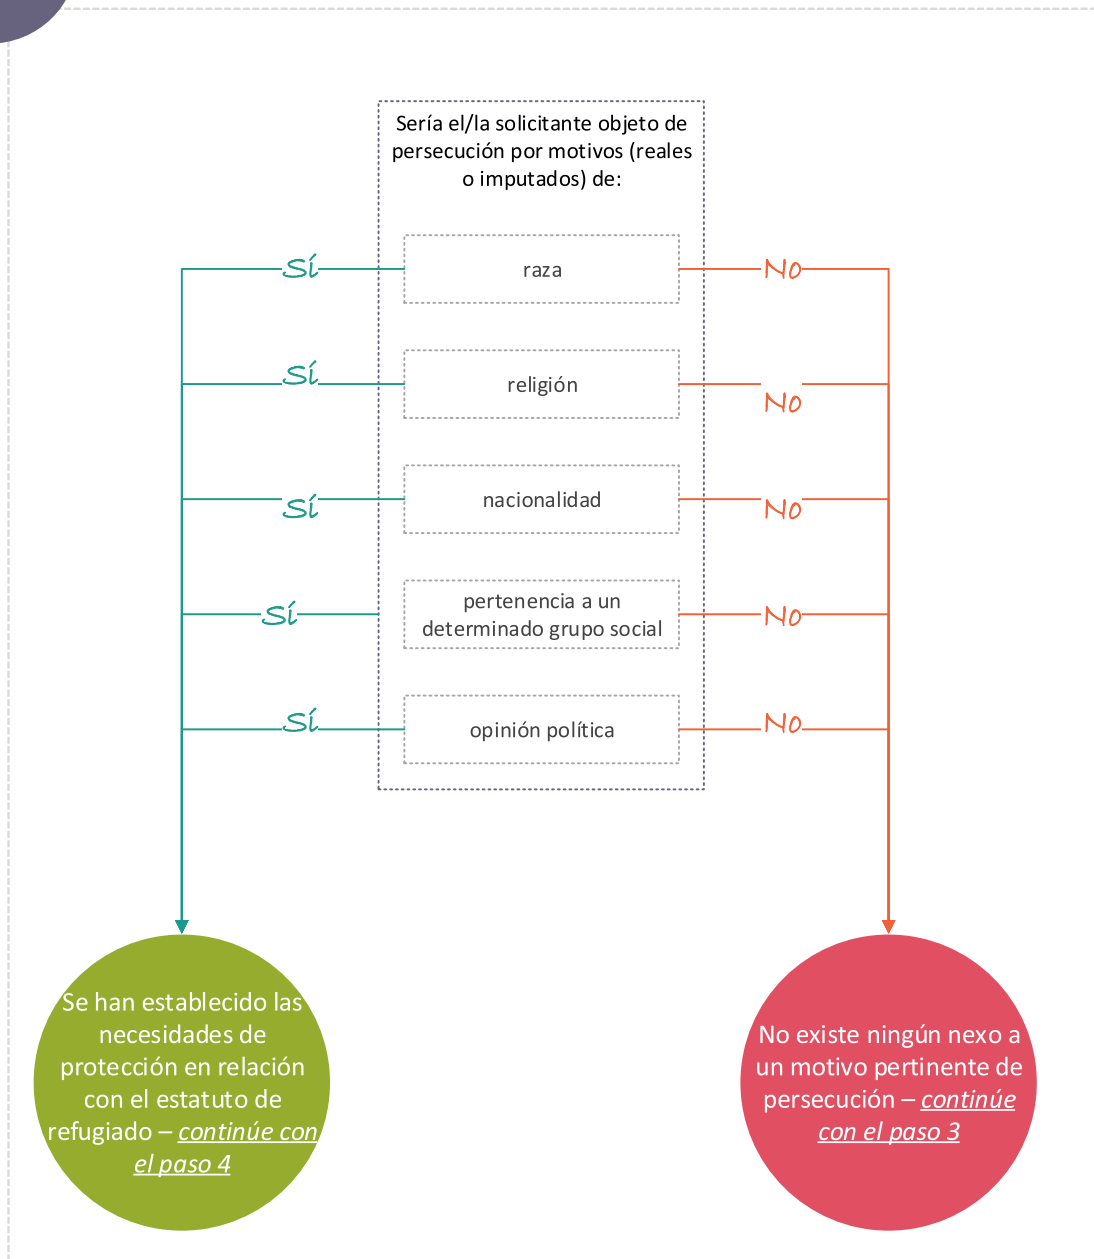 Sería el/la solicitante objeto de
persecución por motivos (reales
o imputados) de:
Sí
raza
No
Sí
religión
No
Sí
nacionalidad
No
Sí
pertenencia a un
determinado grupo social
No
Sí
opinión política
No
Se han establecido las
necesidades de
protección en relación
con el estatuto de
refugiado – continúe con
el paso 4
No existe ningún nexo a
un motivo pertinente de
persecución – continúe
con el paso 3